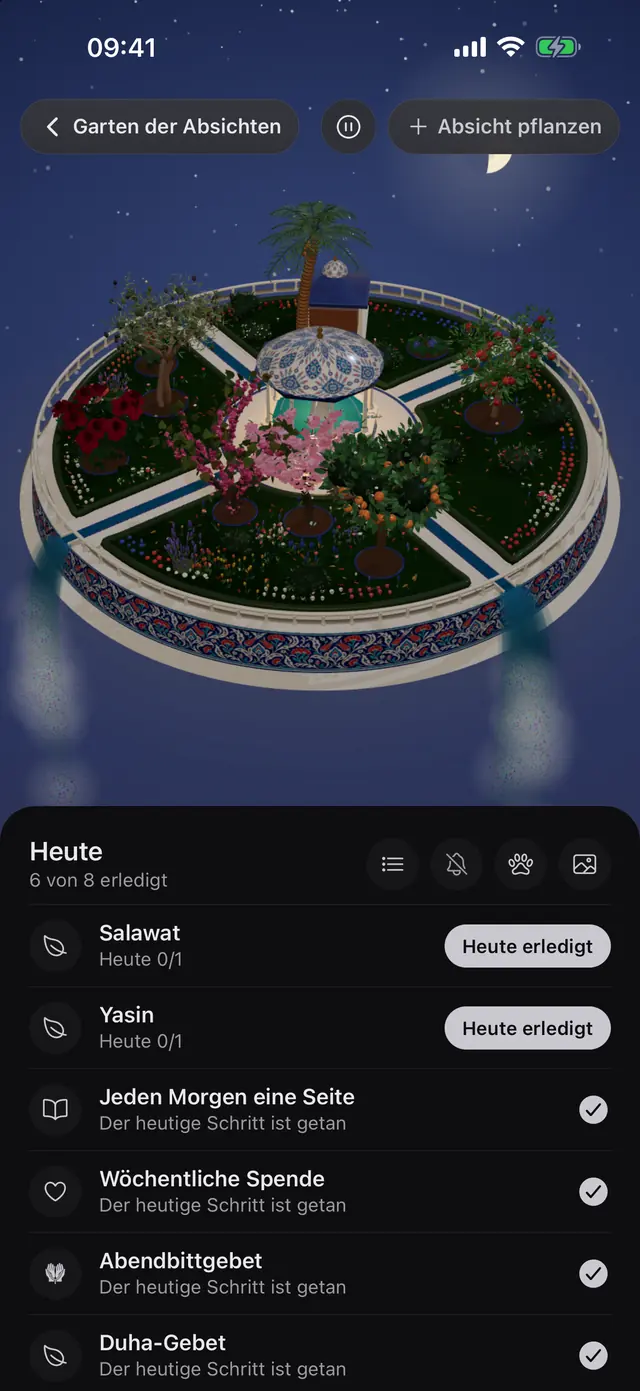 09:41
Garten der Absichten
Absicht pflanzen
Heute
6 von 8 erledigt
Salawat
Heute 0/1
Heute erledigt
Yasin
Heute 0/1
Heute erledigt
Jeden Morgen eine Seite
Der heutige Schritt ist getan
Wöchentliche Spende
Der heutige Schritt ist getan
Abendbittgebet
Der heutige Schritt ist getan
Duha-Gebet
Der heutige Schritt ist getan